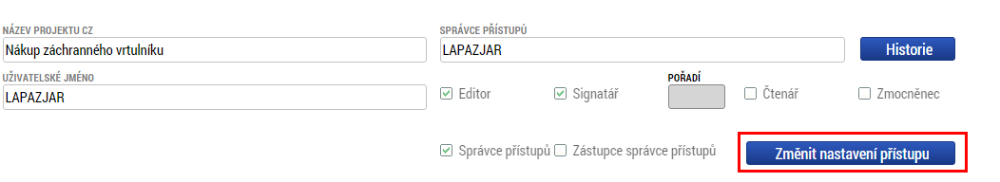 NÁZEV PROJEKTU CZ
SPRÁVCE PŘÍSTUPŮ
Nákup záchranného vrtulníku
LAPAZJAR
Historie
UŽIVATELSKÉ JMÉNO
POŘADÍ
LAPAZJAR
Editor
Signatář
Čtenář
Zmocněnec
Správce přístupů
Zástupce správce přístupů
Změnit nastavení přístupu